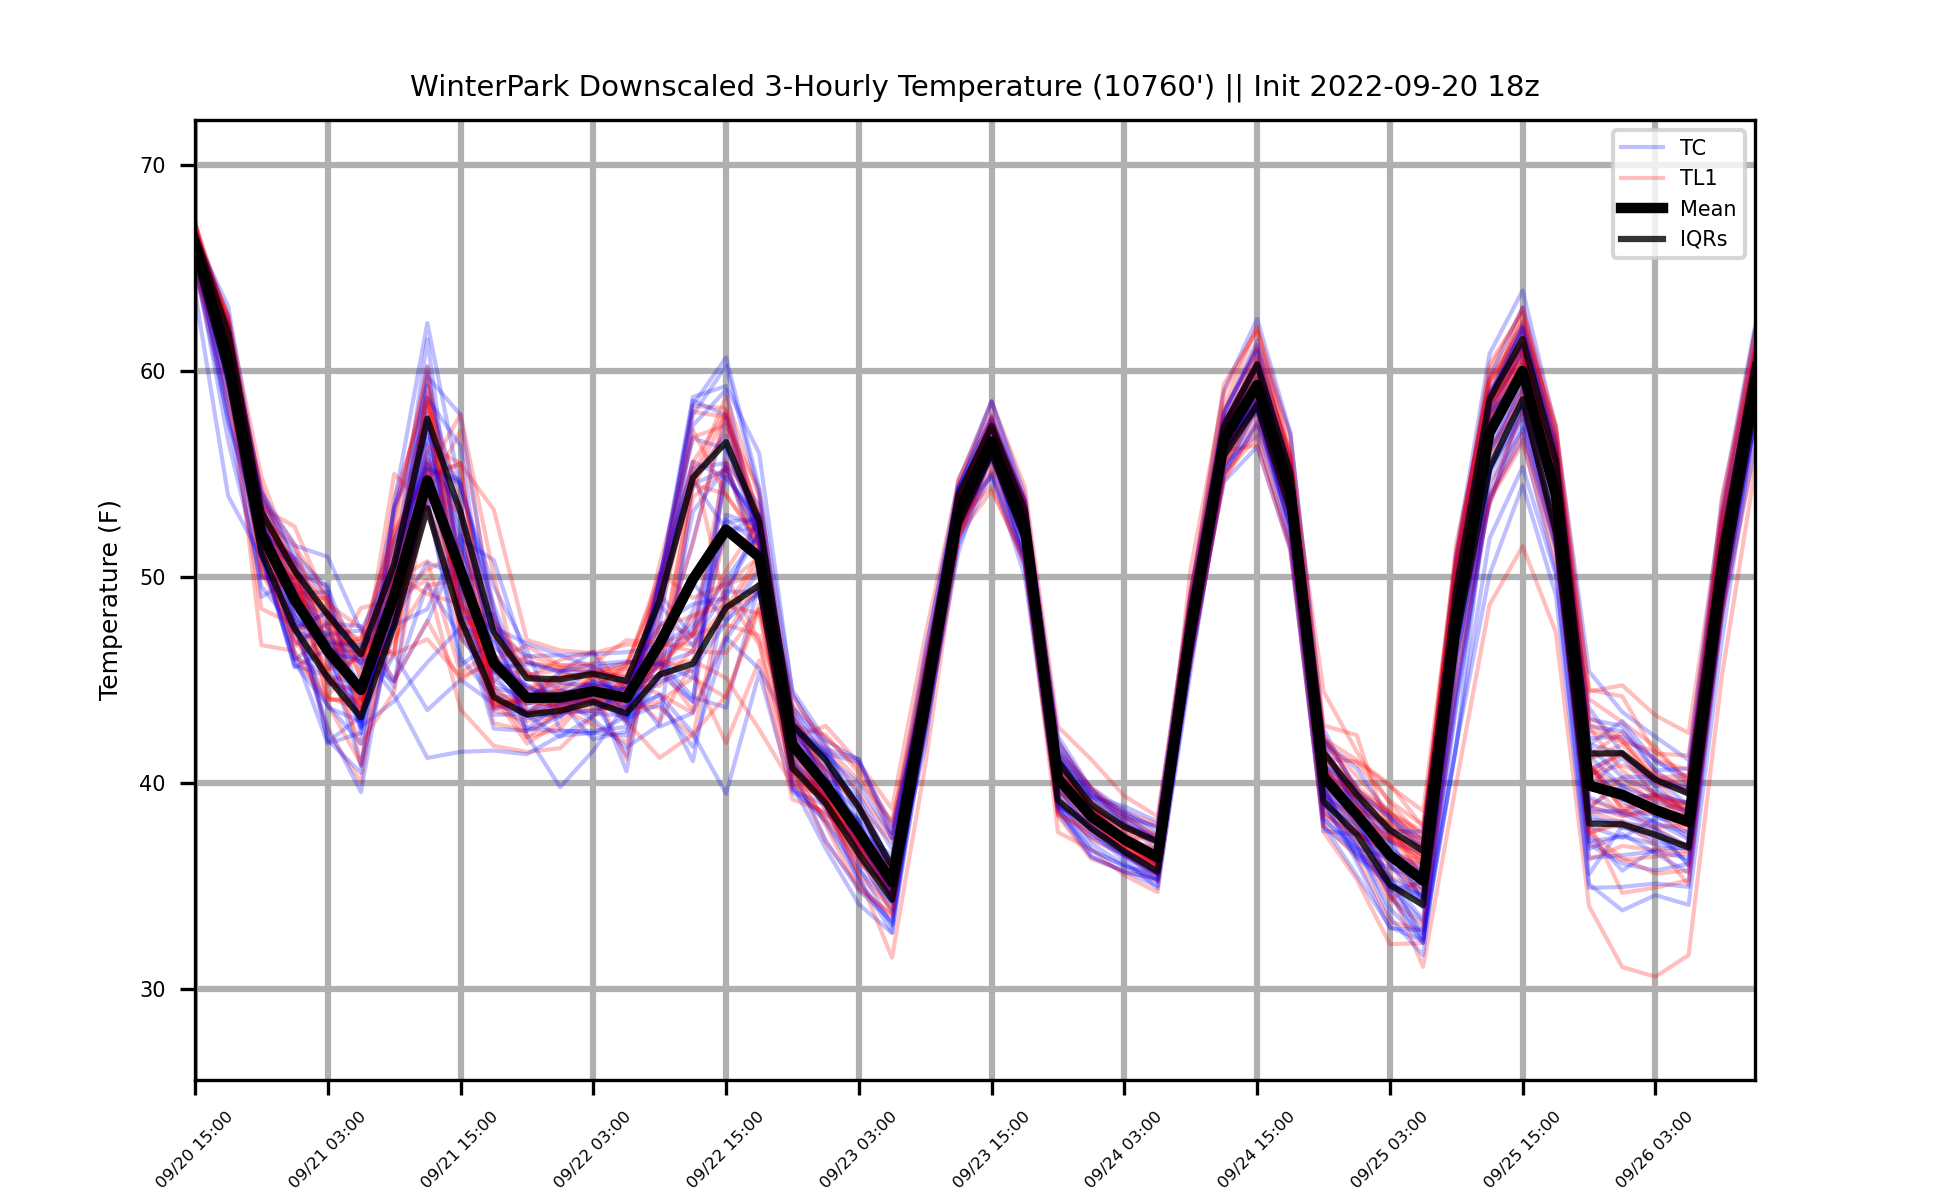 WinterPark Downscaled 3-Hourly Temperature (10760') || Init 2022-09-20 18z
TC
TL1
Mean
IQRs
Temperature (F)
70
60
50
40
30
09/20 15:00
09/21 03:00
09/21 15:00
09/22 03:00
09/22 15:00
09/23 03:00
09/23 15:00
09/24 03:00
09/24 15:00
09/25 03:00
09/25 15:00
09/26 03:00